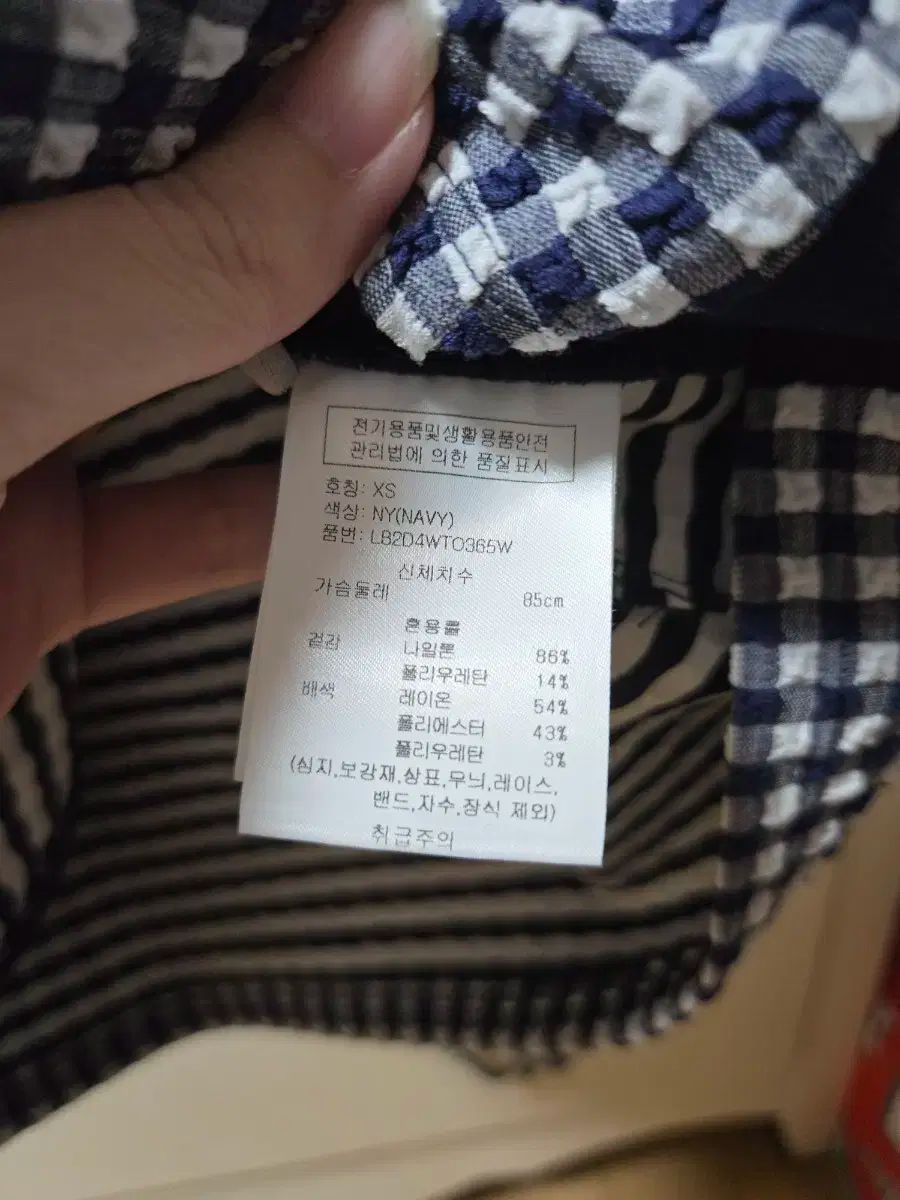 전기용품및생활용품안전
관리법에 의한 품질표시
호칭: XS
색상: NY(NAVY)
품번: LB2D4WTO365W
신체치수
가슴둘레 85cm
혼용률
겉감 나일론 86%
폴리우레탄 14%
배색 레이온 54%
폴리에스터 43%
폴리우레탄 3%
(심지,보강재,상표,무늬,레이스,
밴드,자수,장식 제외)
취급주의